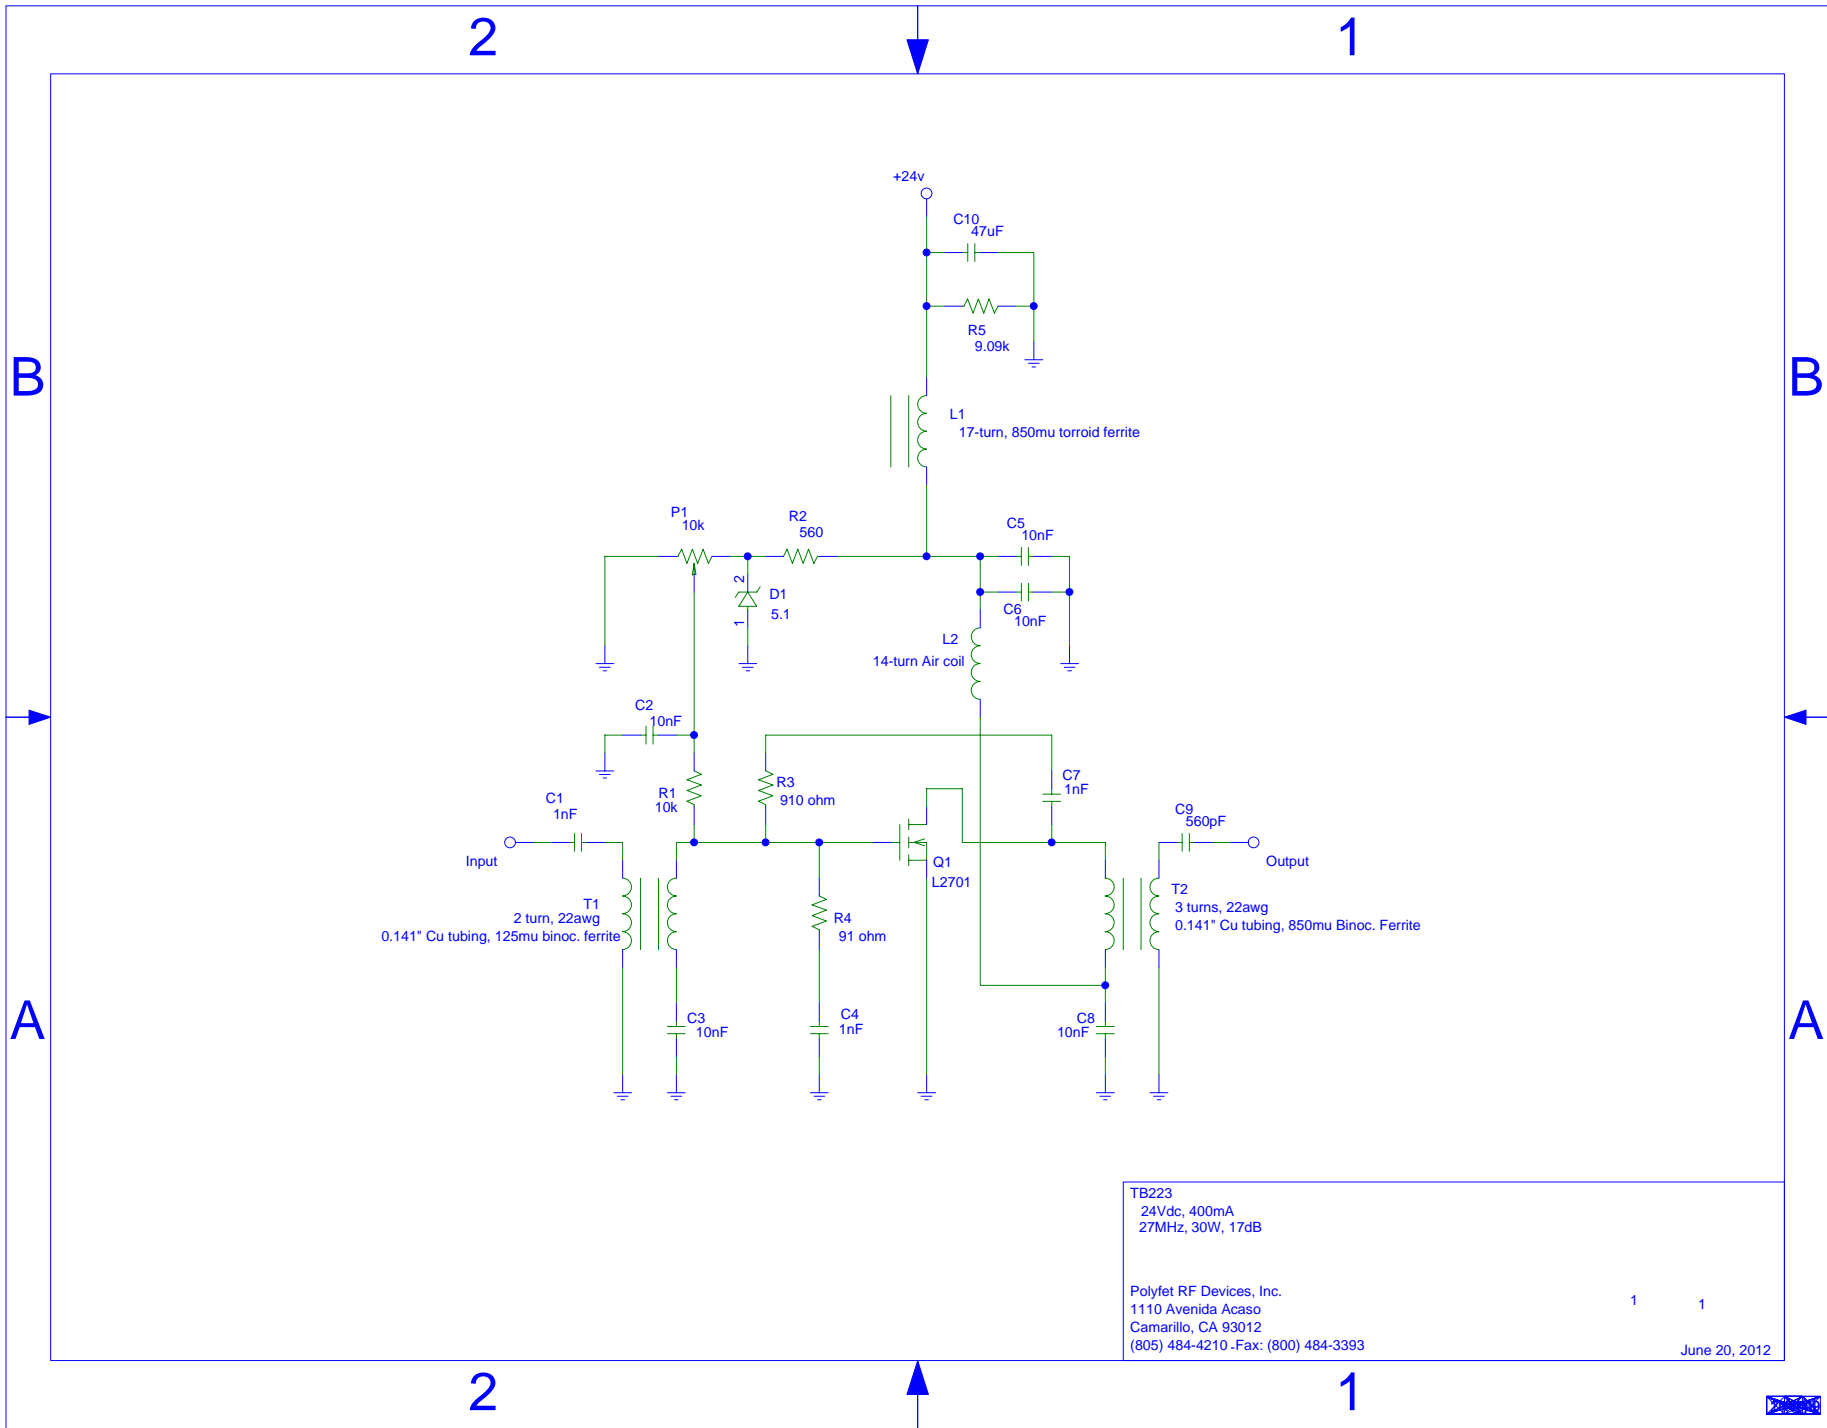 2
1
+24v
C10
47uF
R5
9.09k
B
B
L1
17-turn, 850mu torroid ferrite
P1
10k
R2
560
C5
10nF
2
D1
5.1
1
C6
10nF
L2
14-turn Air coil
C2
10nF
R1
10k
R3
910 ohm
C7
1nF
C1
1nF
C9
560pF
Input
Q1
L2701
Output
T1
2 turn, 22awg
0.141" Cu tubing, 125mu binoc. ferrite
R4
91 ohm
T2
3 turns, 22awg
0.141" Cu tubing, 850mu Binoc. Ferrite
A
A
C3
10nF
C4
1nF
C8
10nF
TB223
24Vdc, 400mA
27MHz, 30W, 17dB
Polyfet RF Devices, Inc.
1110 Avenida Acaso
Camarillo, CA 93012
(805) 484-4210 -Fax: (800) 484-3393
1
1
June 20, 2012
2
1